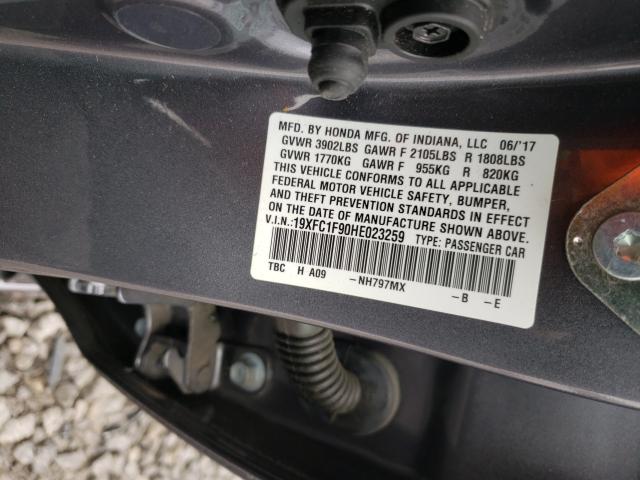 MFD. BY HONDA MFG. OF INDIANA, LLC 06/'17
GVWR 3902LBS GAWR F 2105LBS R 1808LBS
GVWR 1770KG GAWR F 955KG R 820KG
THIS VEHICLE CONFORMS TO ALL APPLICABLE
FEDERAL MOTOR VEHICLE SAFETY, BUMPER,
AND THEFT PREVENTION STANDARDS IN EFFECT
ON THE DATE OF MANUFACTURE SHOWN ABOVE.
V.I.N.:19XFC1F90HE023259 TYPE: PASSENGER CAR
TBC H A09 -NH797MX -B -E